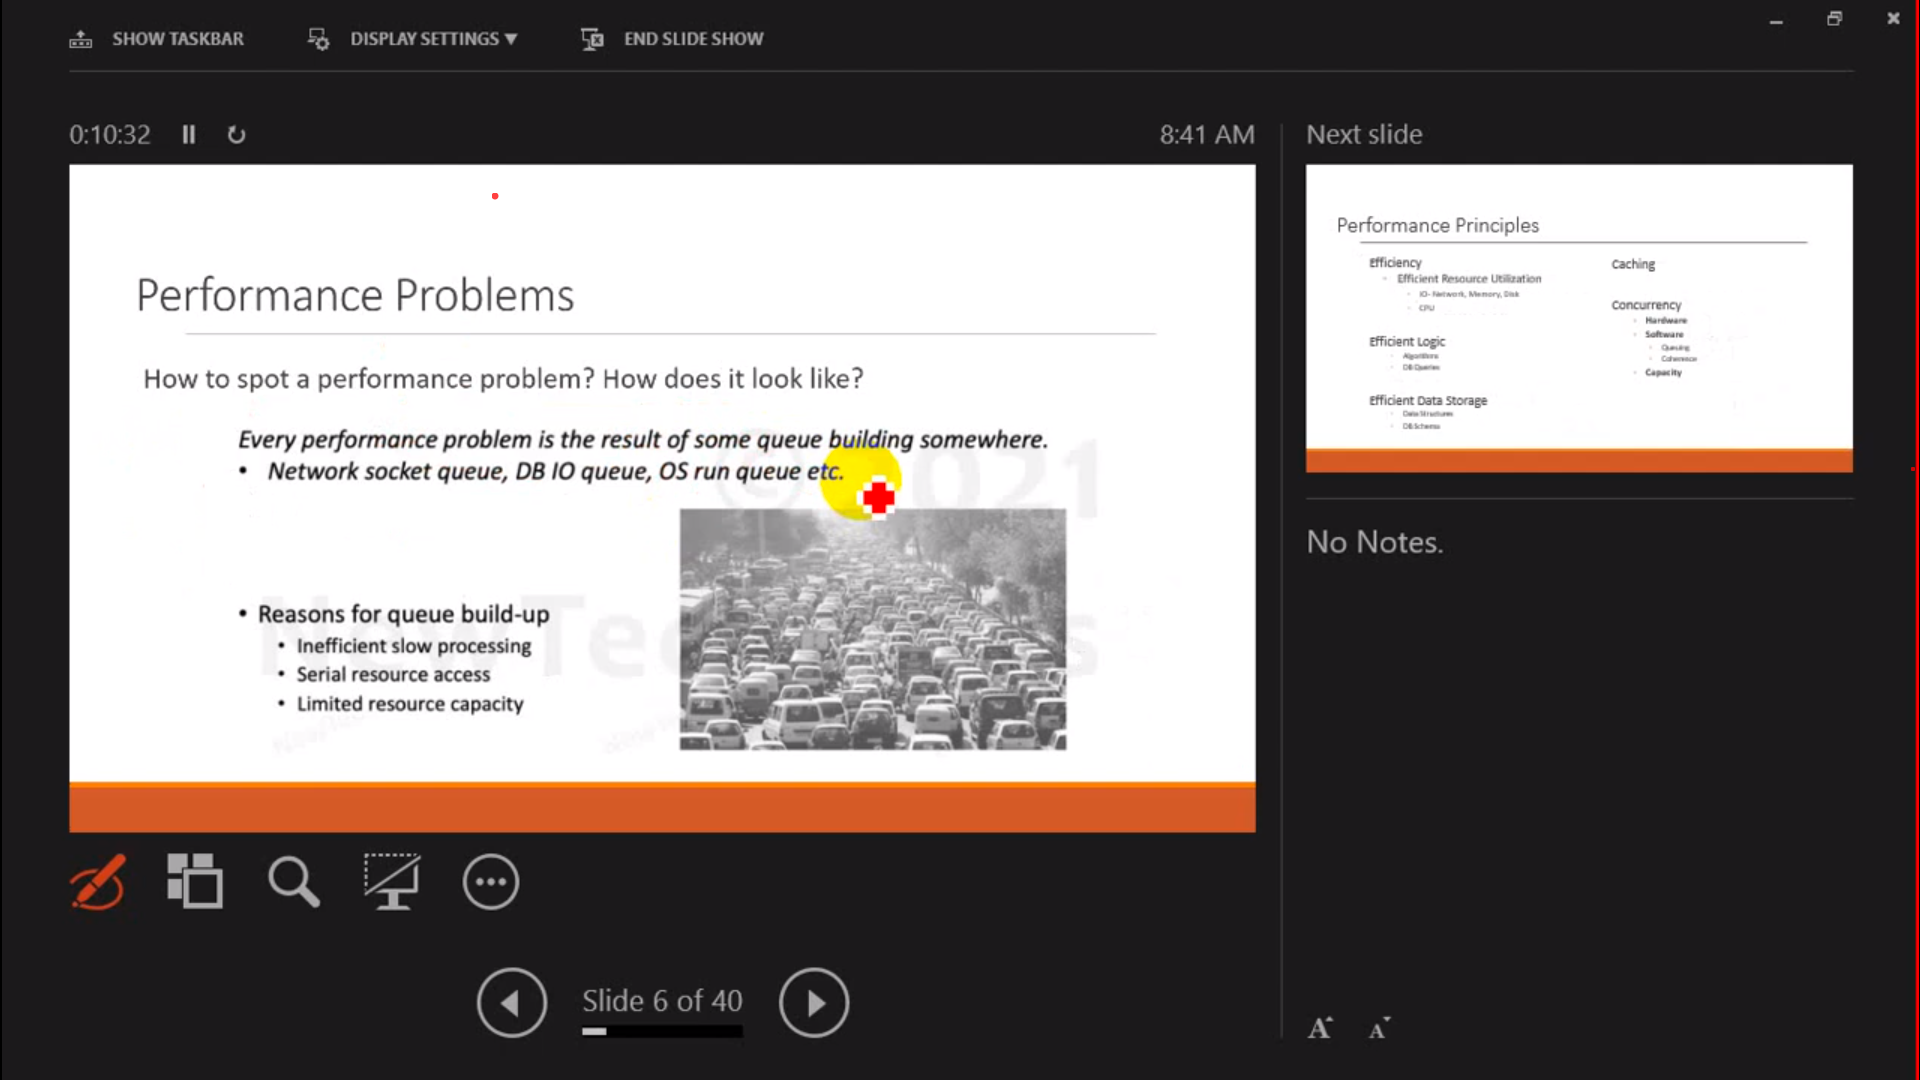 SHOW TASKBAR
DISPLAY SETTINGS ▼
END SLIDE SHOW
0:10:32
8:41 AM
Performance Problems
How to spot a performance problem? How does it look like?
Every performance problem is the result of some queue building somewhere.
• Network socket queue, DB IO queue, OS run queue etc.
• Reasons for queue build-up
• Inefficient slow processing
• Serial resource access
• Limited resource capacity
© 2021
NewTec
s
Slide 6 of 40
Next slide
Performance Principles
Efficiency
Efficient Resource Utilization
IO- Network, Memory, Disk
CPU
Efficient Logic
Algorithms
DB Queries
Efficient Data Storage
Data Structures
DB Schema
Caching
Concurrency
Hardware
Software
Queuing
Coherence
Capacity
No Notes.
A
A